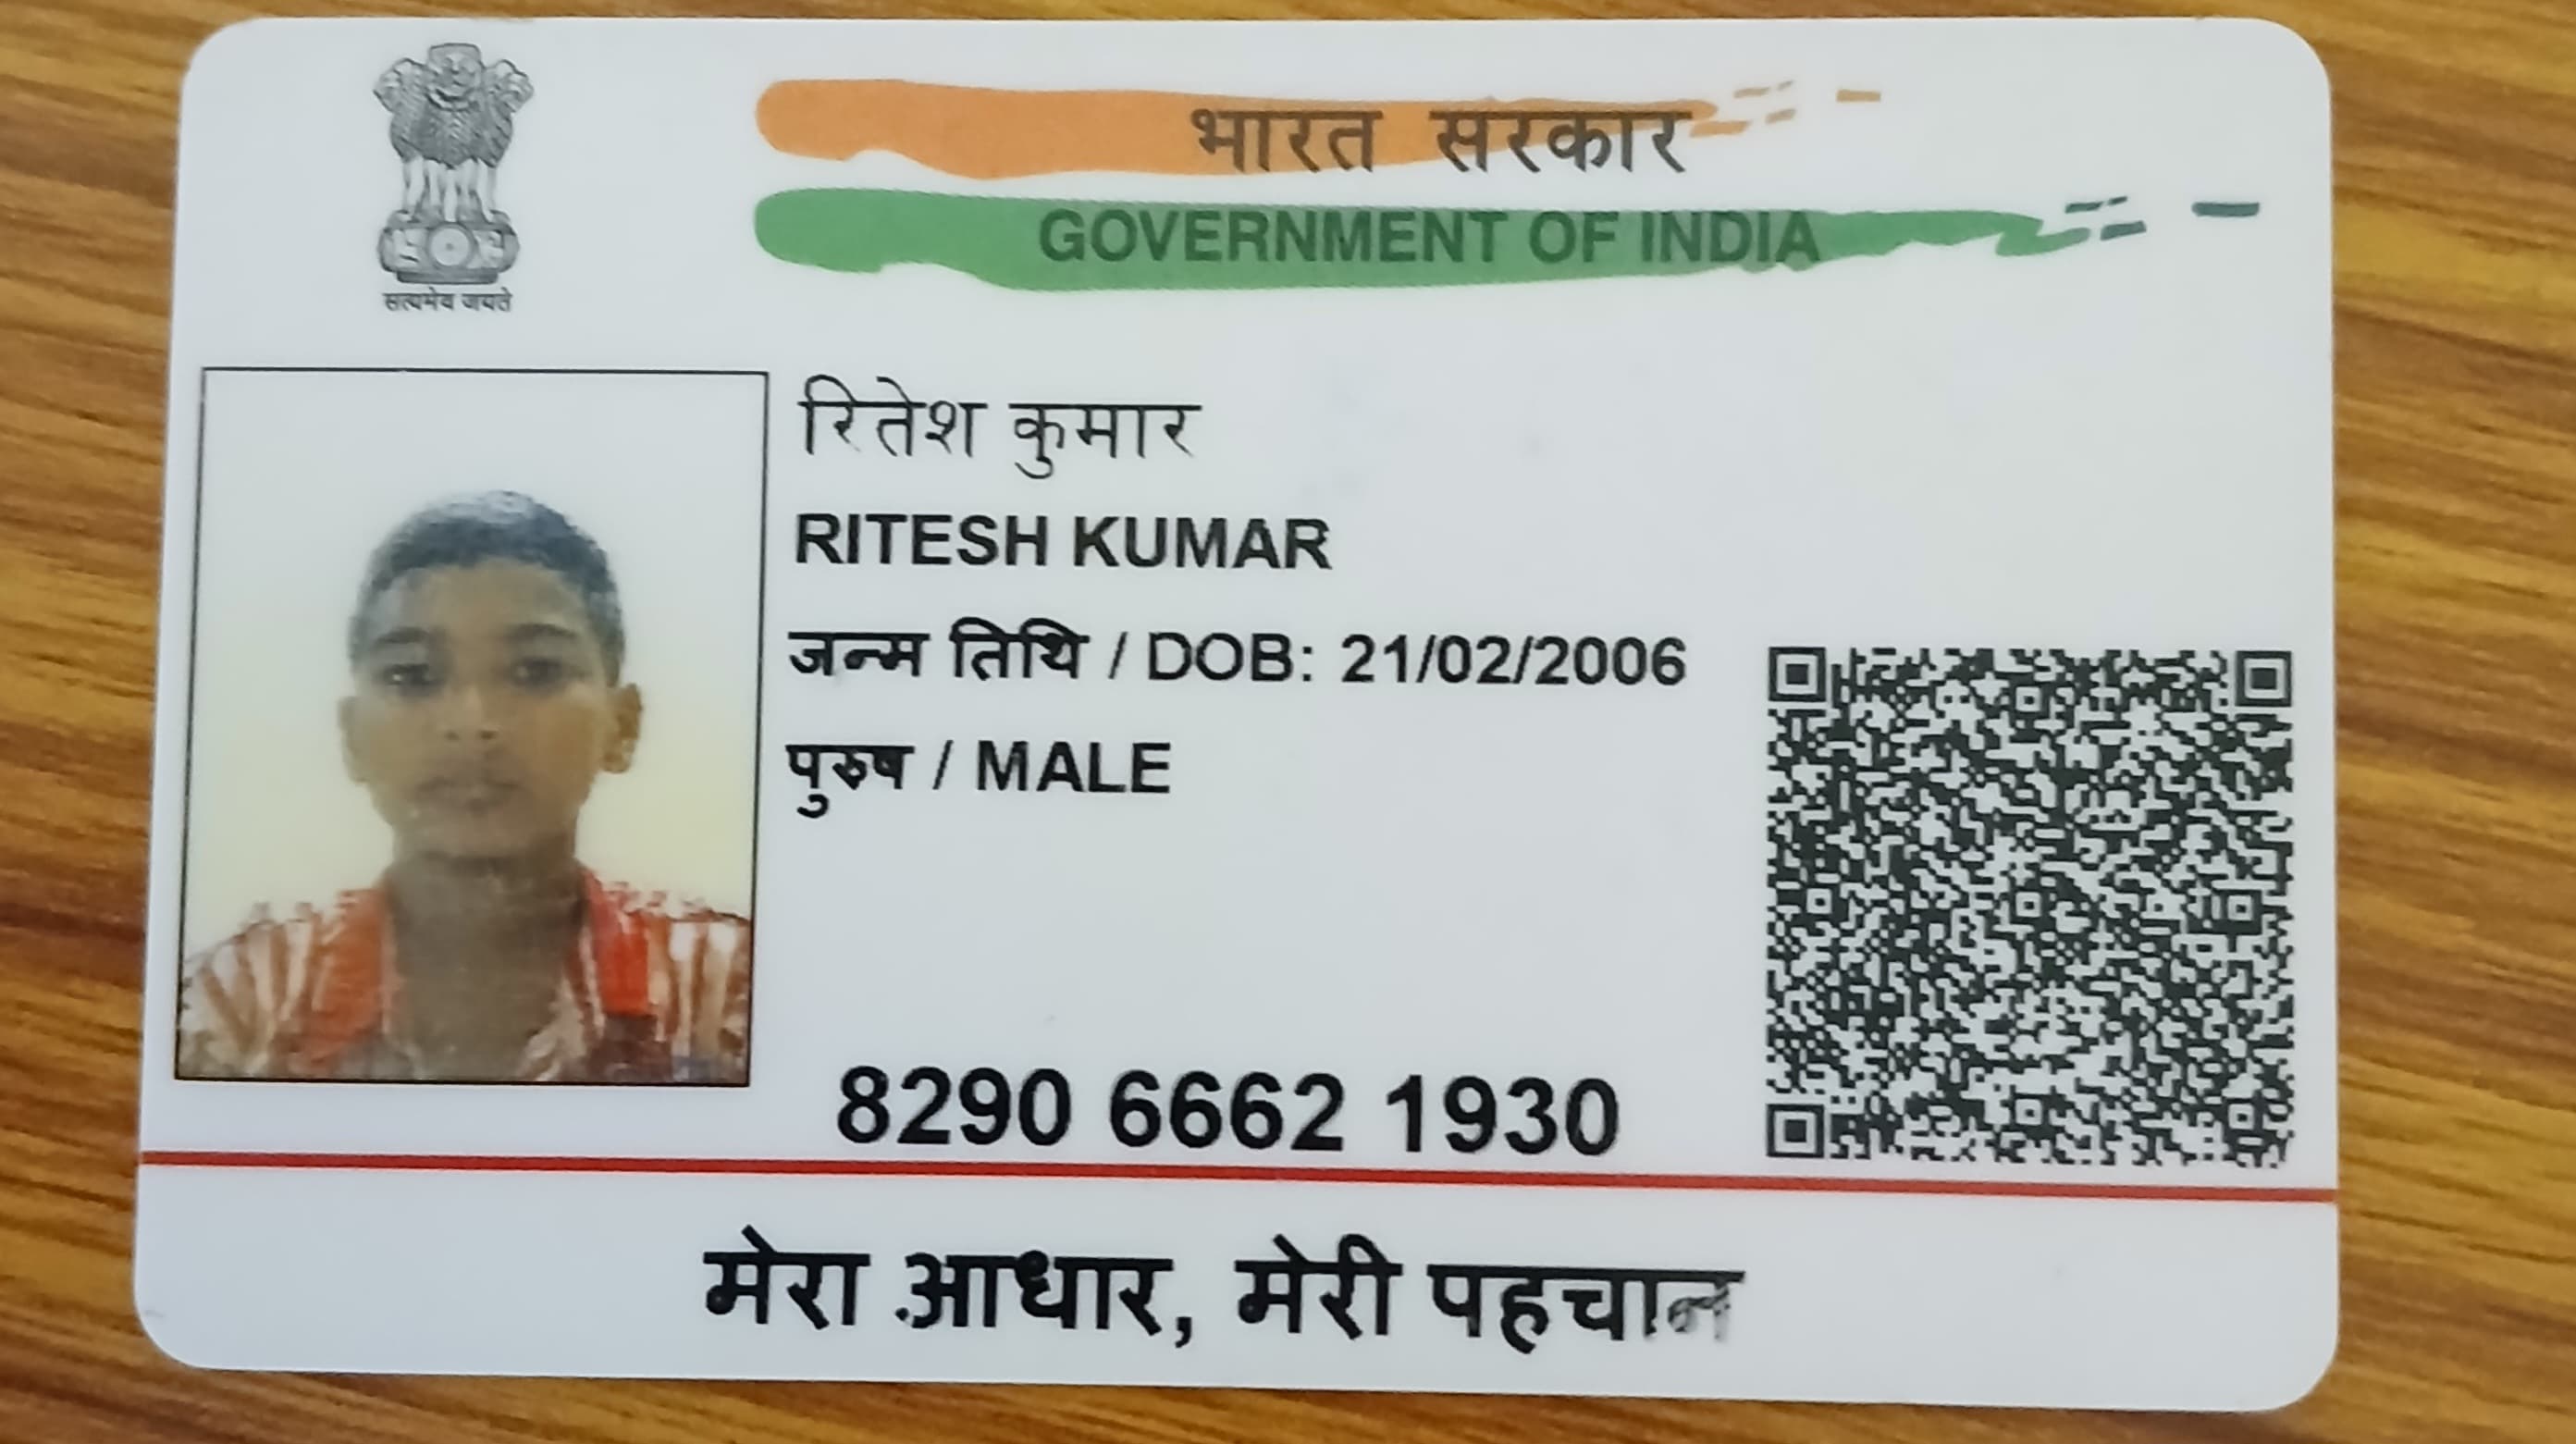 सत्यमेव जयते
भारत सरकार
GOVERNMENT OF INDIA
रितेश कुमार
RITESH KUMAR
जन्म तिथि / DOB: 21/02/2006
पुरुष / MALE
8290 6662 1930
मेरा आधार, मेरी पहचान